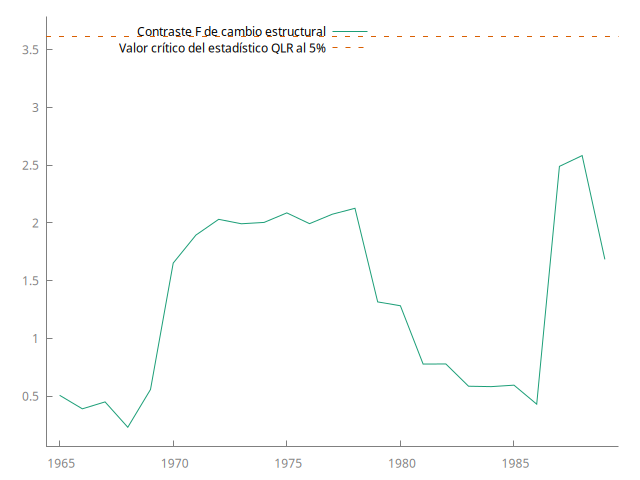 Contraste F de cambio estructural
Valor crítico del estadístico QLR al 5%
3.5
3
2.5
2
1.5
1
0.5
1965 1970 1975 1980 1985